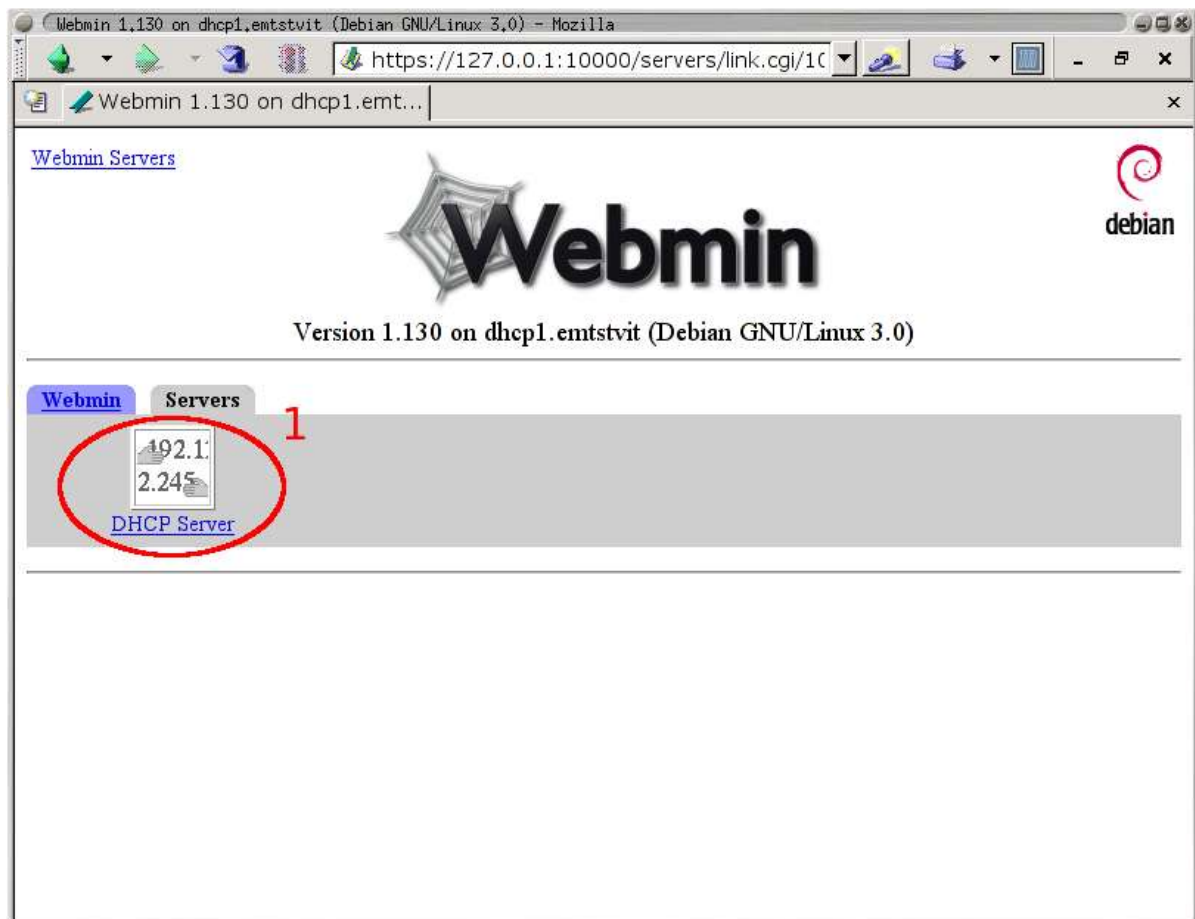 Webmin 1.130 on dhcp1.emtstvit (Debian GNU/Linux 3.0) - Mozilla
https://127.0.0.1:10000/servers/link.cgi/10
Webmin 1.130 on dhcp1.emt...
Webmin Servers
Webmin
debian
Version 1.130 on dhcp1.emtstvit (Debian GNU/Linux 3.0)
Webmin Servers
1
192.1
2.245
DHCP Server